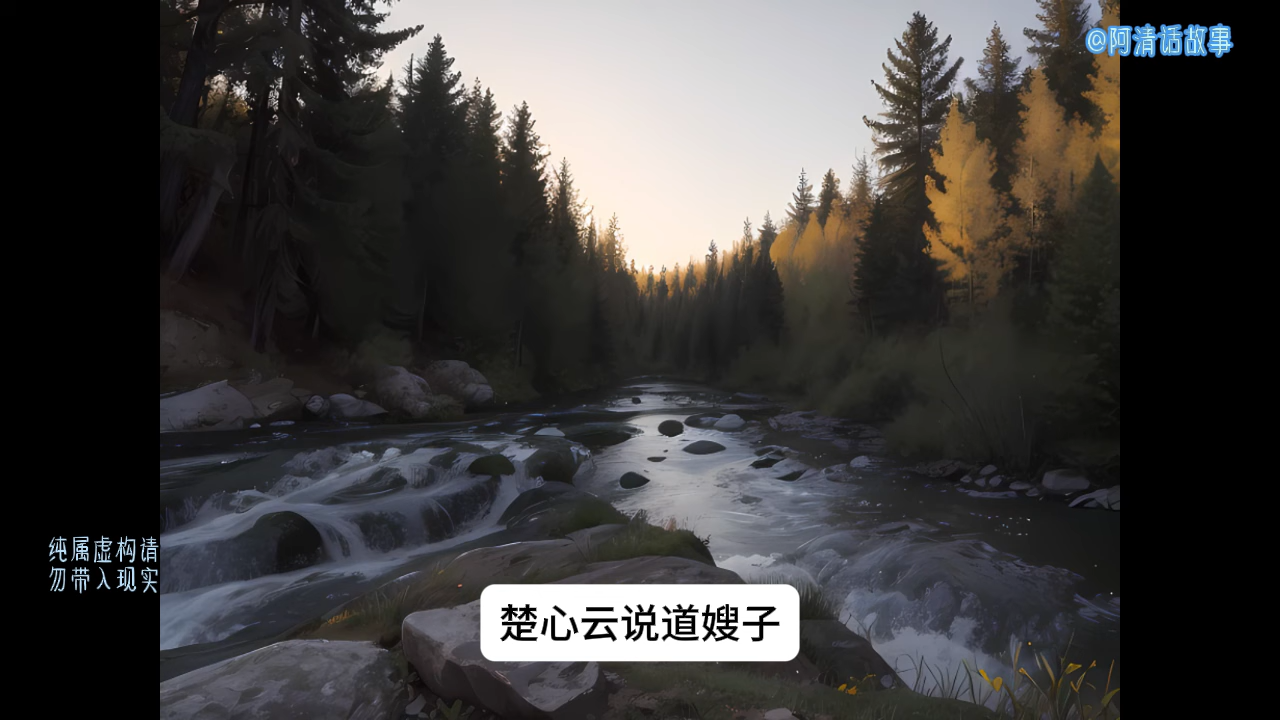 @阿清话故事
纯属虚构请
勿带入现实
楚心云说道嫂子